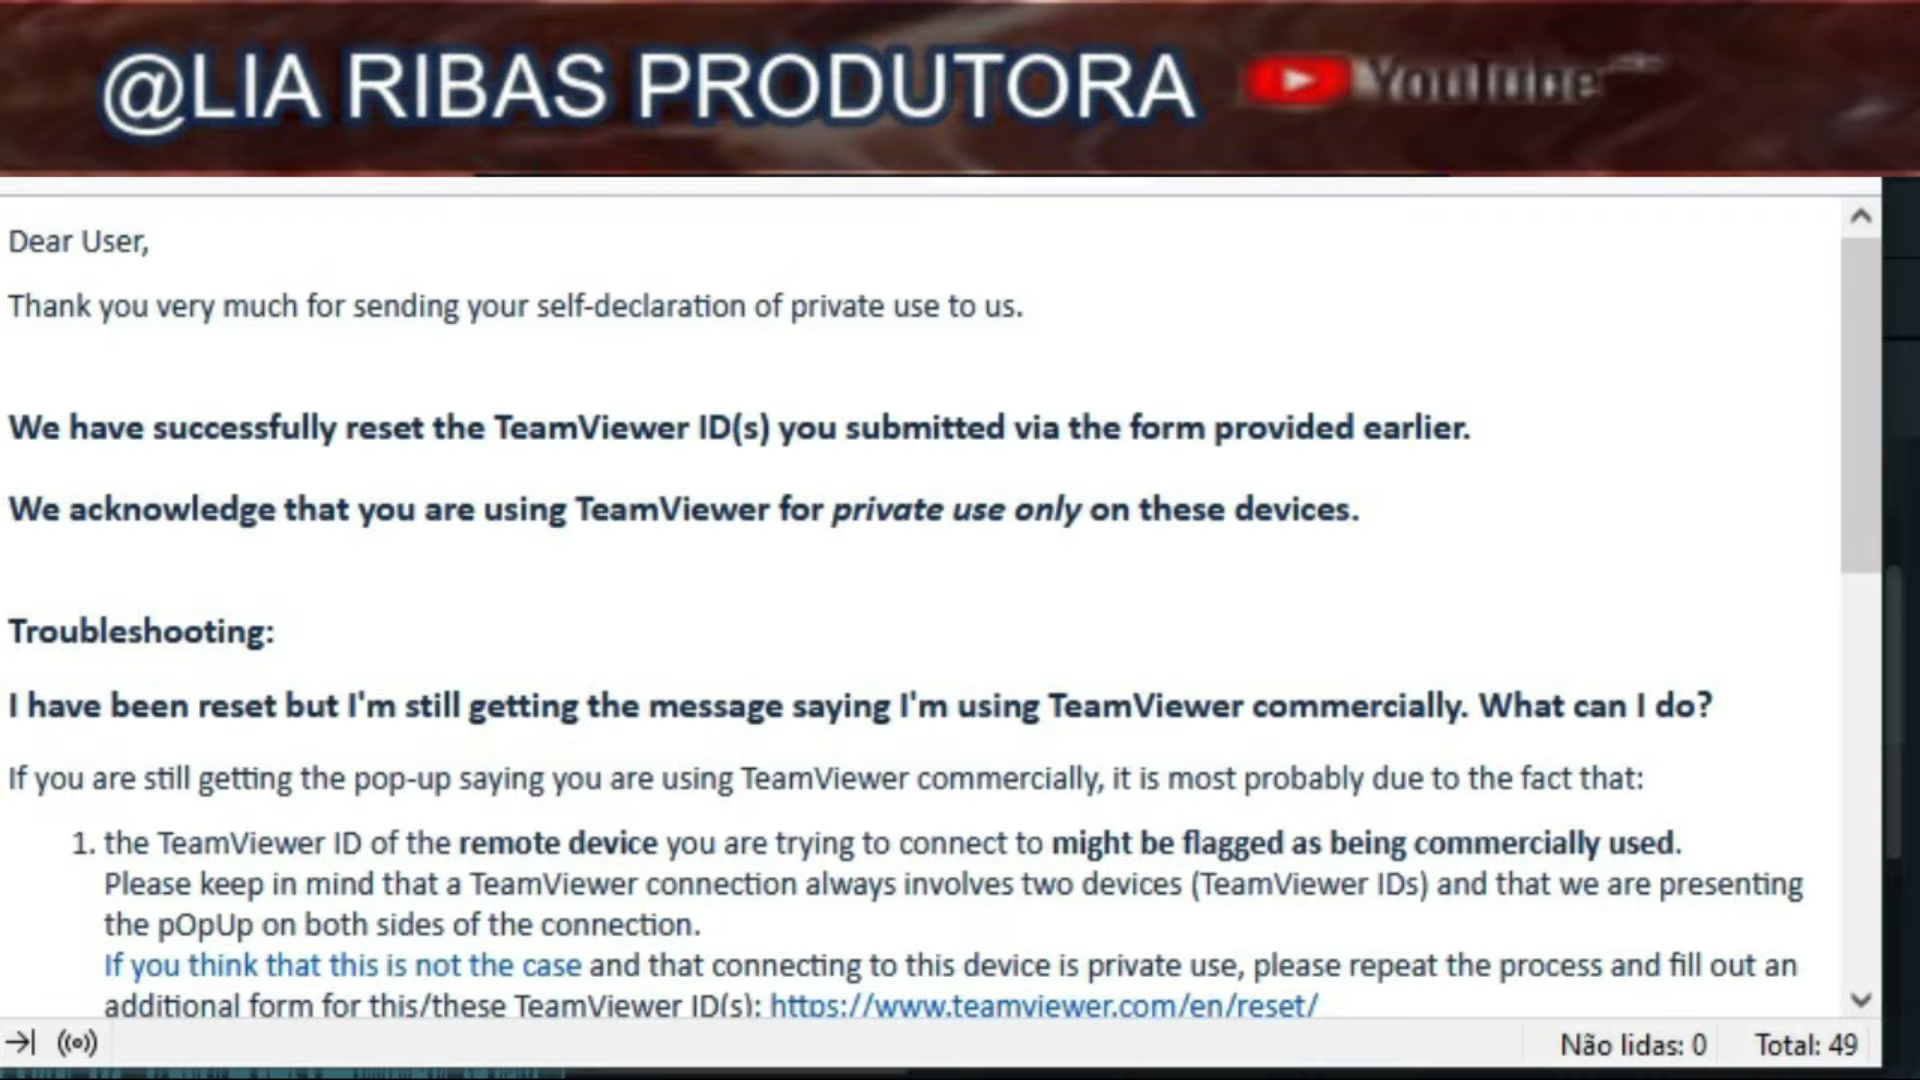 @LIA RIBAS PRODUTORA YouTube
Dear User,
Thank you very much for sending your self-declaration of private use to us.
We have successfully reset the TeamViewer ID(s) you submitted via the form provided earlier.
We acknowledge that you are using TeamViewer for private use only on these devices.
Troubleshooting:
I have been reset but I'm still getting the message saying I'm using TeamViewer commercially. What can I do?
If you are still getting the pop-up saying you are using TeamViewer commercially, it is most probably due to the fact that:
1. the TeamViewer ID of the remote device you are trying to connect to might be flagged as being commercially used.
Please keep in mind that a TeamViewer connection always involves two devices (TeamViewer IDs) and that we are presenting
the pOpUp on both sides of the connection.
If you think that this is not the case and that connecting to this device is private use, please repeat the process and fill out an
additional form for this/these TeamViewer ID(s): https://www.teamviewer.com/en/reset/
Não lidas: 0 Total: 49